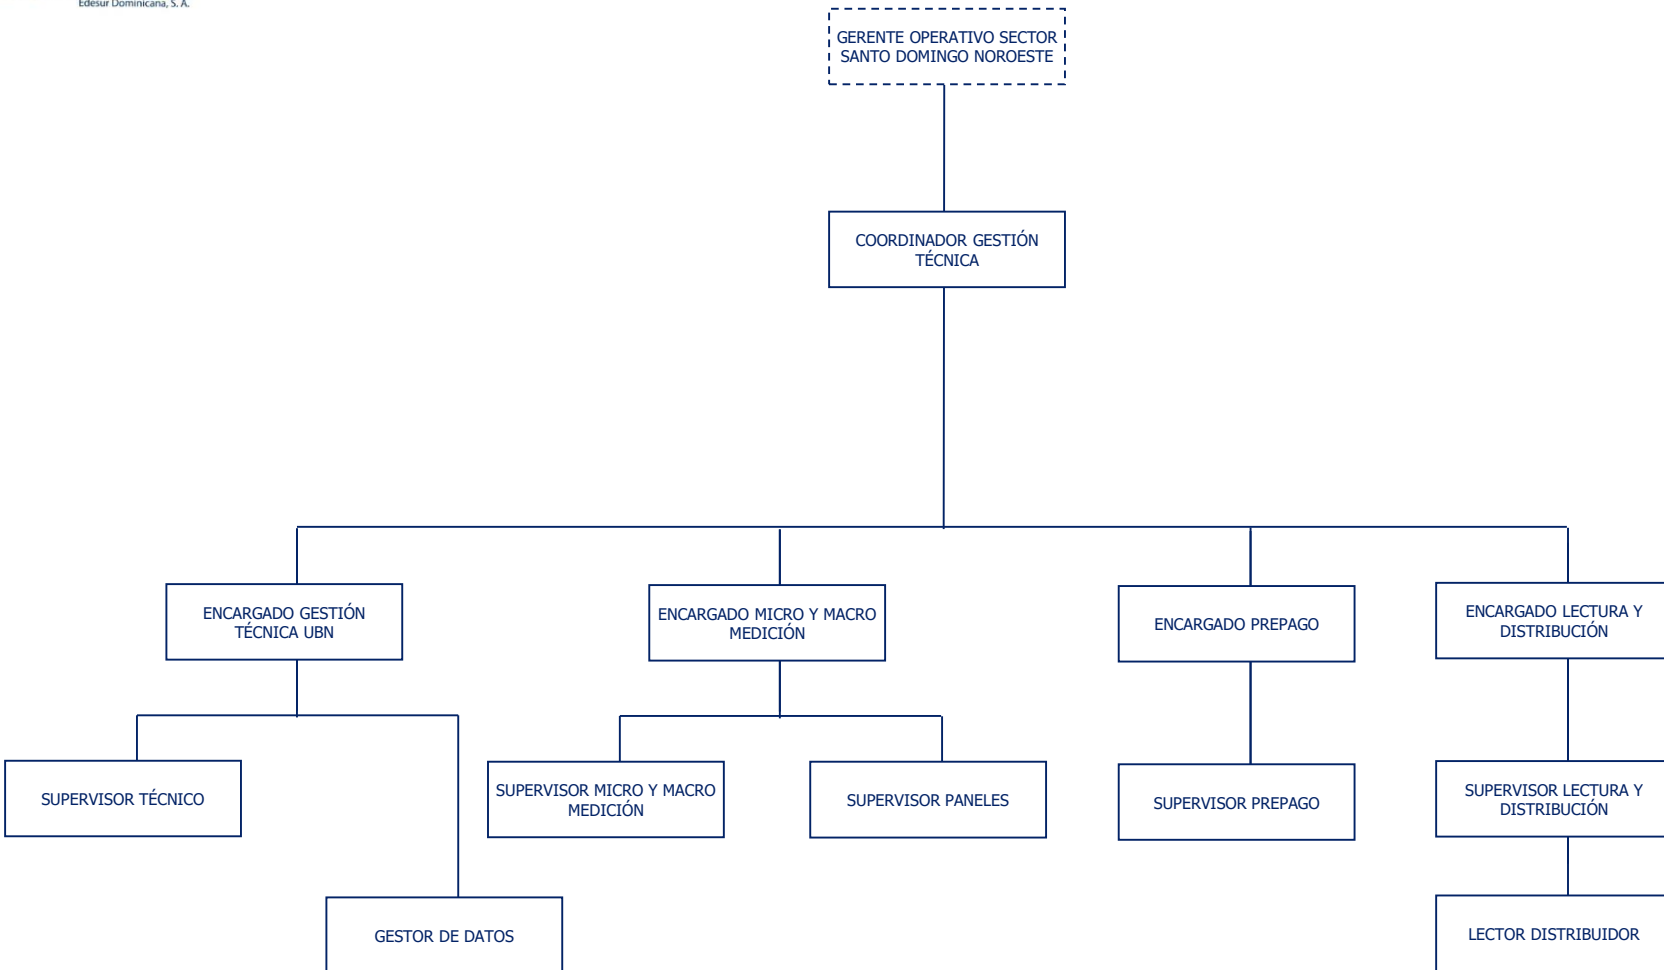 Edesur Dominicana, S. A.
GERENTE OPERATIVO SECTOR
SANTO DOMINGO NOROESTE
COORDINADOR GESTIÓN
TÉCNICA
ENCARGADO GESTIÓN
TÉCNICA UBN
ENCARGADO MICRO Y MACRO
MEDICIÓN
ENCARGADO PREPAGO
ENCARGADO LECTURA Y
DISTRIBUCIÓN
SUPERVISOR TÉCNICO
SUPERVISOR MICRO Y MACRO
MEDICIÓN
SUPERVISOR PANELES
SUPERVISOR PREPAGO
SUPERVISOR LECTURA Y
DISTRIBUCIÓN
GESTOR DE DATOS
LECTOR DISTRIBUIDOR